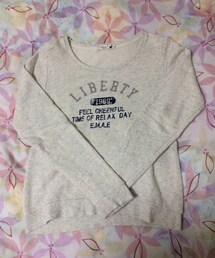 LIBERTY
FEEL CHEERFUL
TIME OF RELAX DAY